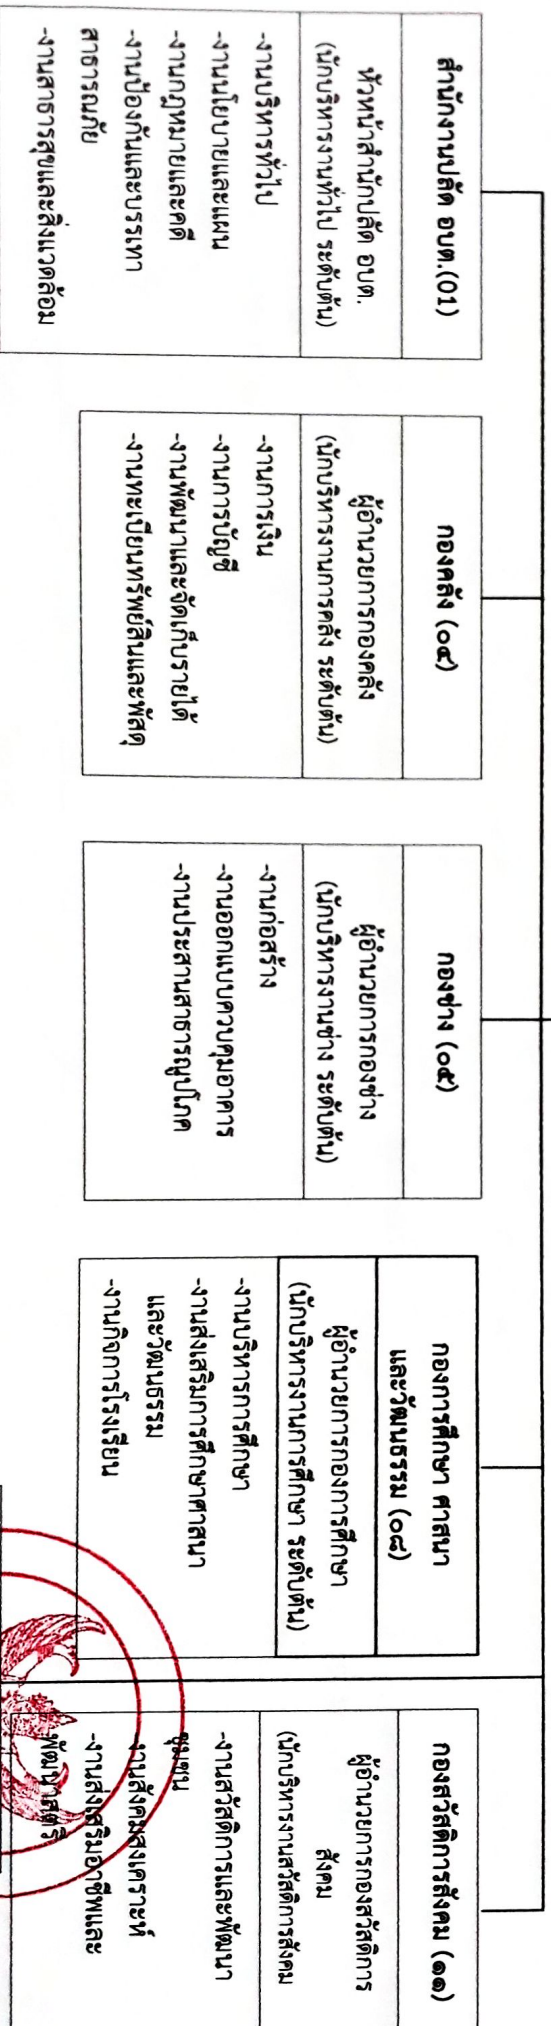 สำนักงานปลัด อบต.(01)
หัวหน้าสำนักปลัด อบต.
(นักบริหารงานทั่วไป ระดับต้น)
-งานบริหารทั่วไป
-งานนโยบายและแผน
-งานกฎหมายและคดี
-งานป้องกันและบรรเทา
สาธารณภัย
-งานสาธารสุขและสิ่งแวดล้อม
กองคลัง (๐๔)
ผู้อำนวยการกองคลัง
(นักบริหารงานการคลัง ระดับต้น)
-งานการเงิน
-งานการบัญชี
-งานพัฒนาและจัดเก็บรายได้
-งานทะเบียนทรัพย์สินและพัสดุ
กองช่าง (๐๕)
ผู้อำนวยการกองช่าง
(นักบริหารงานช่าง ระดับต้น)
-งานก่อสร้าง
-งานออกแบบควบคุมอาคาร
-งานประสานสาธารณูปโภค
กองการศึกษา ศาสนา
และวัฒนธรรม (๐๘)
ผู้อำนวยการกองการศึกษา
(นักบริหารงานการศึกษา ระดับต้น)
-งานบริหารการศึกษา
-งานส่งเสริมการศึกษาศาสนา
และวัฒนธรรม
-งานกิจการโรงเรียน
กองสวัสดิการสังคม (๑๑)
ผู้อำนวยการกองสวัสดิการ
สังคม
(นักบริหารงานสวัสดิการสังคม
-งานสวัสดิการและพัฒนา
ชุมชน
-งานสังคมสงเคราะห์
-งานส่งเสริมอาชีพและ
พัฒนาสตรี